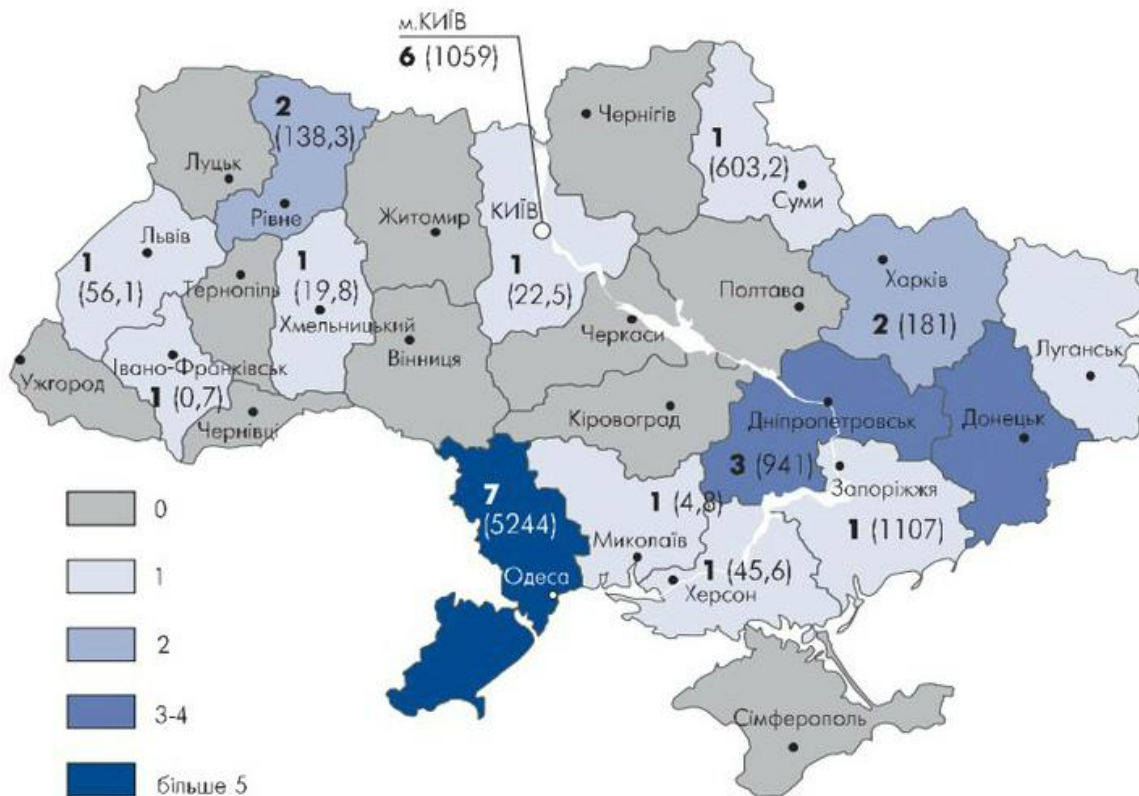 м.КИЇВ
6 (1059)
Чернігів
2
(138,3)
1
(603,2)
Луцьк
Суми
Рівне
Житомир
КИЇВ
Львів
1
(56,1)
Тернопіль
1
(19,8)
Хмельницький
1
(22,5)
Харків
2 (181)
Полтава
Черкаси
Вінниця
Луганськ
Ужгород
Івано-Франківськ
1 (0,7)
Чернівці
Кіровоград
Дніпропетровськ
3 (941)
Донецьк
Запоріжжя
1 (1107)
7
(5244)
Одеса
1 (4,8)
Миколаїв
1 (45,6)
Херсон
Сімферополь
0
1
2
3-4
більше 5